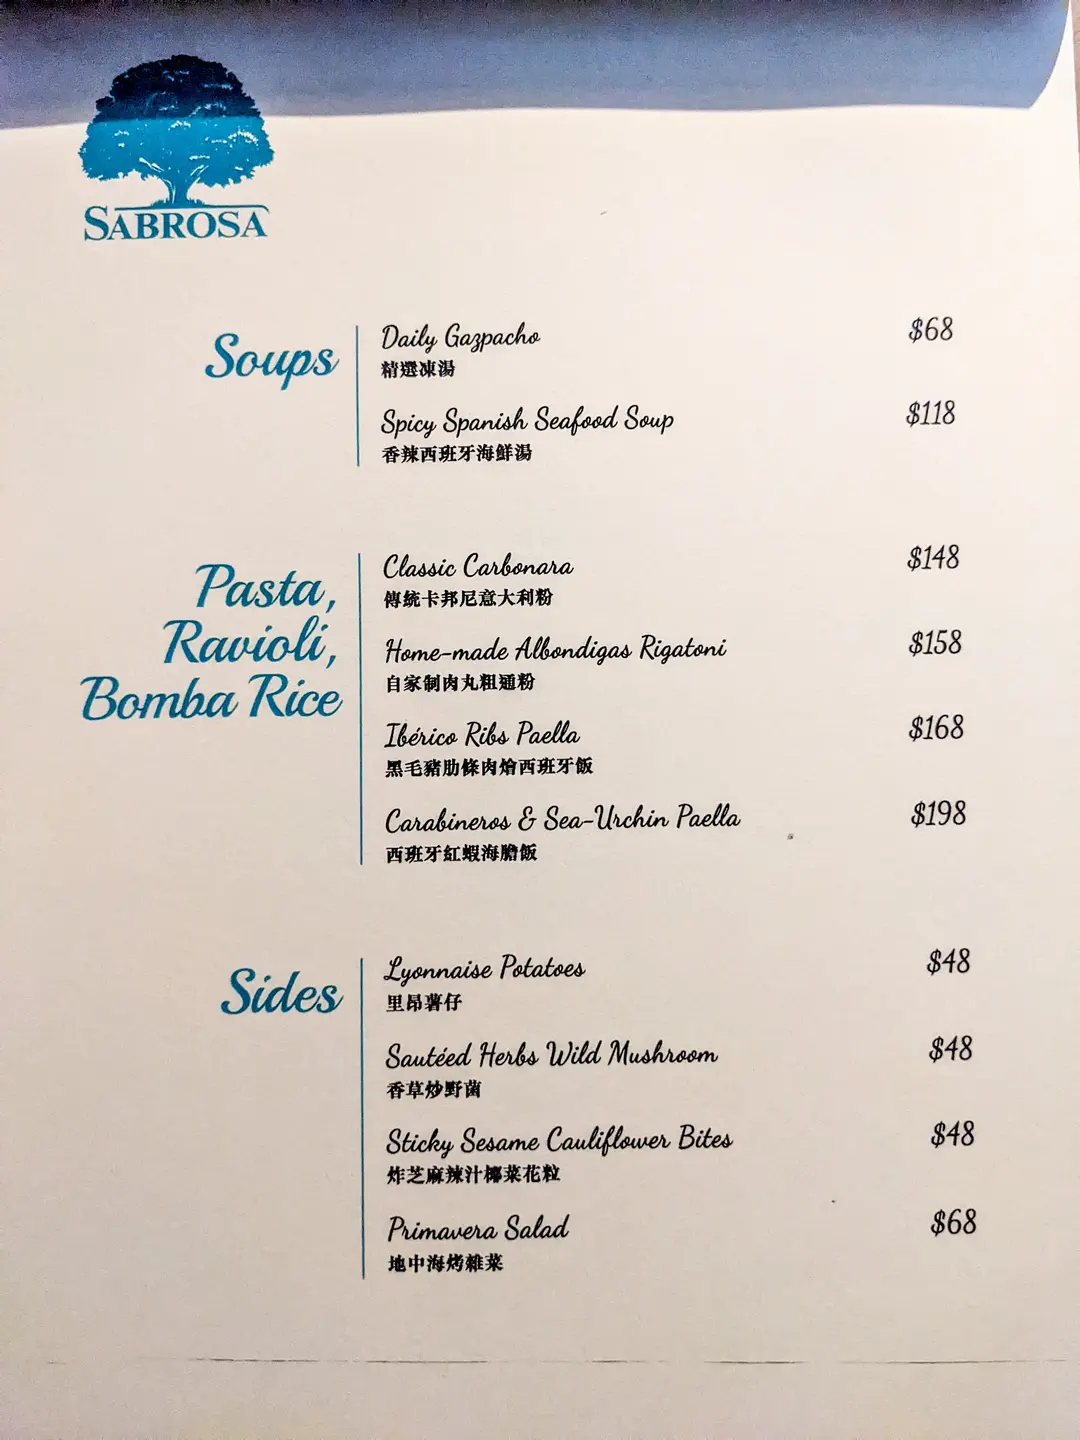 SABROSA
Soups
Daily Gazpacho $68
精選凍湯
Spicy Spanish Seafood Soup $118
香辣西班牙海鮮湯
Pasta,
Ravioli,
Bomba Rice
Classic Carbonara $148
傳統卡邦尼意大利粉
Home-made Albondigas Rigatoni $158
自家制肉丸粗通粉
Ibérico Ribs Paella $168
黑毛豬肋條肉燴西班牙飯
Carabineros & Sea-Urchin Paella $198
西班牙紅蝦海膽飯
Sides
Lyonnaise Potatoes $48
里昂薯仔
Sautéed Herbs Wild Mushroom $48
香草炒野菌
Sticky Sesame Cauliflower Bites $48
炸芝麻辣汁椰菜花粒
Primavera Salad $68
地中海烤雜菜